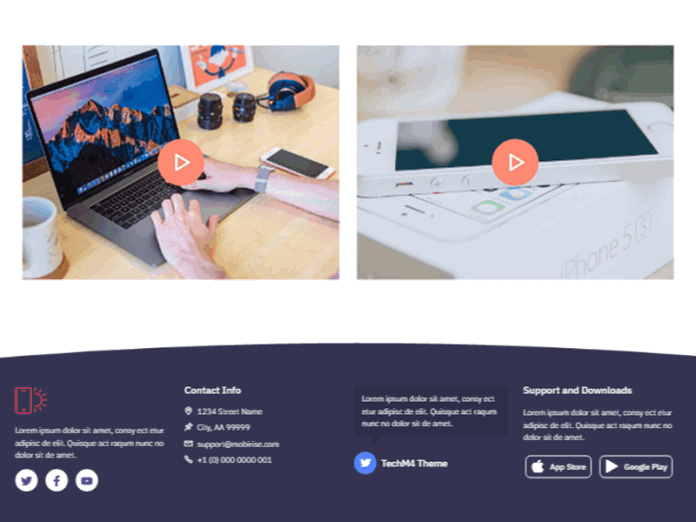 iPhone 5S
Lorem ipsum dolor sit amet, consy ect etur
adipisc de elit. Quisque act raqum nunc no
dolor sit de amet.
Contact Info
1234 Street Name
City, AA 99999
support@mobirise.com
+1 (0) 000 0000 001
Lorem ipsum dolor sit amet, consy ect
etur adipisc de elit. Quisque act raqum
nunc no dolor sit de amet.
TechM4 Theme
Support and Downloads
Lorem ipsum dolor sit amet, consy ect etur
adipisc de elit. Quisque act raqum nunc no
dolor sit de amet.
App Store
Google Play